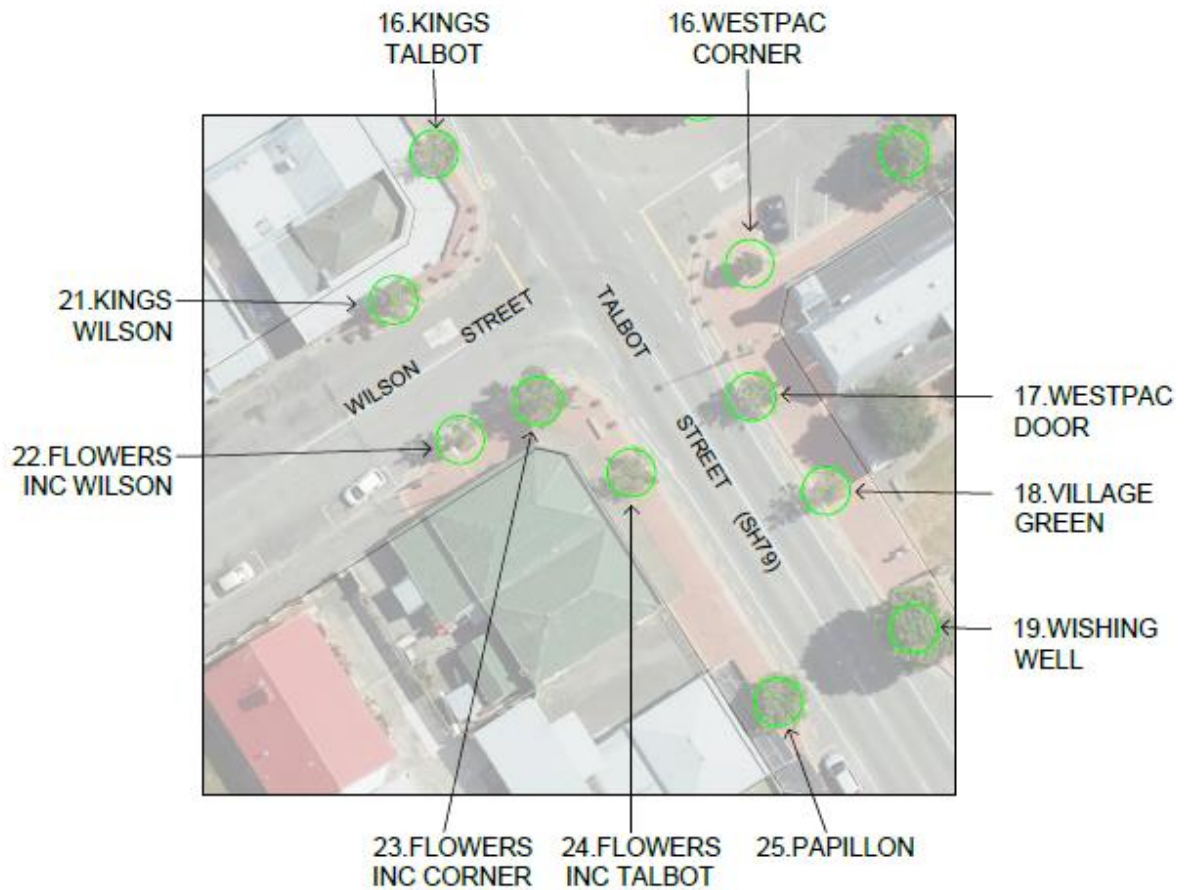 16.KINGS
TALBOT
16.WESTPAC
CORNER
21.KINGS
WILSON
WILSON STREET
TALBOT
STREET (SH79)
22.FLOWERS
INC WILSON
17.WESTPAC
DOOR
18.VILLAGE
GREEN
19.WISHING
WELL
23.FLOWERS
INC CORNER
24.FLOWERS
INC TALBOT
25.PAPILLON